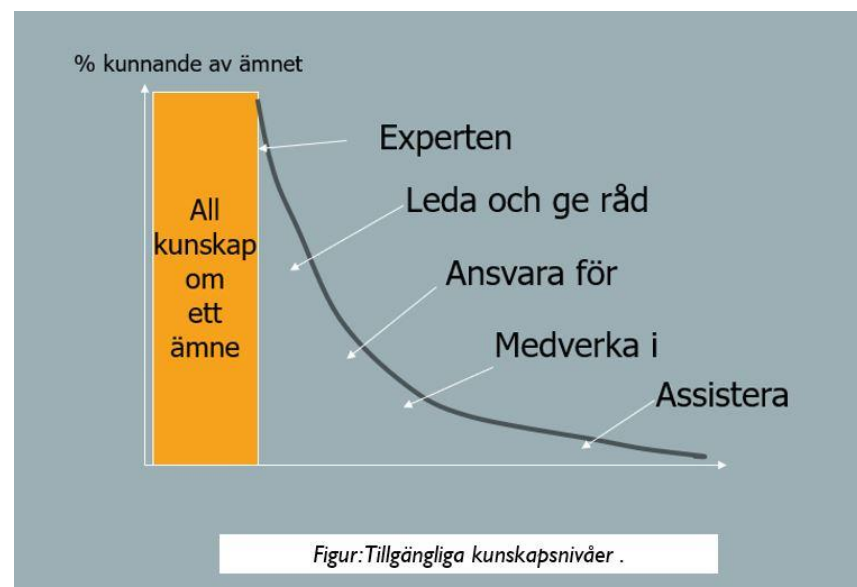 % kunnande av ämnet
Experten
All
kunskap
om
ett
ämne
Leda och ge råd
Ansvara för
Medverka i
Assistera
Figur:Tillgängliga kunskapsnivåer .